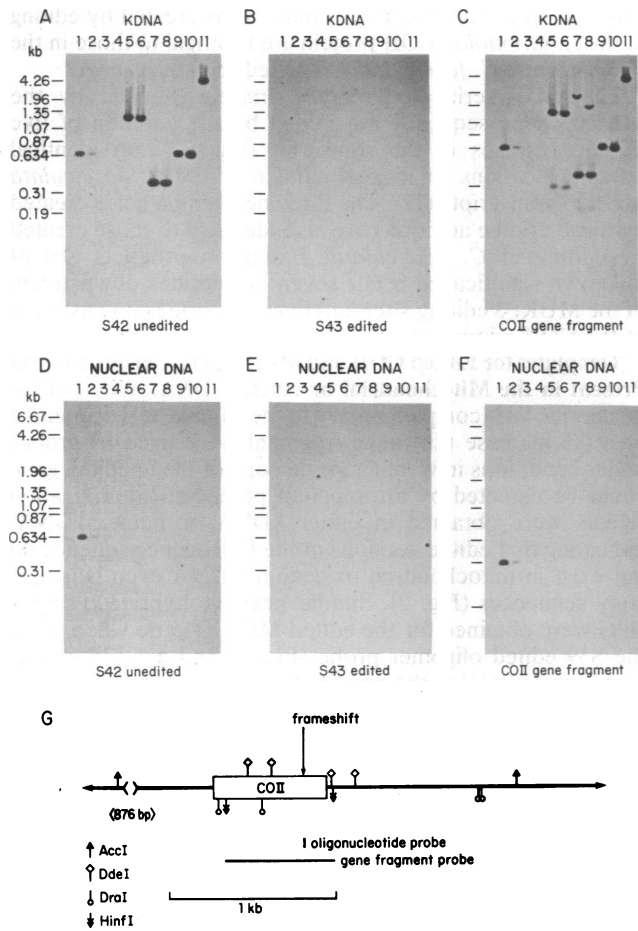 A B C
KDNA KDNA KDNA
1 2 3 4 5 6 7 8 9 10 11 1 2 3 4 5 6 7 8 9 10 11 1 2 3 4 5 6 7 8 9 10 11
4.26
1.96
1.35
1.07
0.87
0.634
0.31
0.19
kb
S42 unedited S43 edited COII gene fragment
D E F
NUCLEAR DNA NUCLEAR DNA NUCLEAR DNA
1 2 3 4 5 6 7 8 9 10 11 1 2 3 4 5 6 7 8 9 10 11 1 2 3 4 5 6 7 8 9 10 11
6.67
4.26
1.96
1.35
1.07
0.87
0.634
0.31
kb
S42 unedited S43 edited COII gene fragment
G
frameshift
COII
(876 bp)
I oligonucleotide probe
gene fragment probe
1 kb
AccI
DdeI
DraI
HinfI